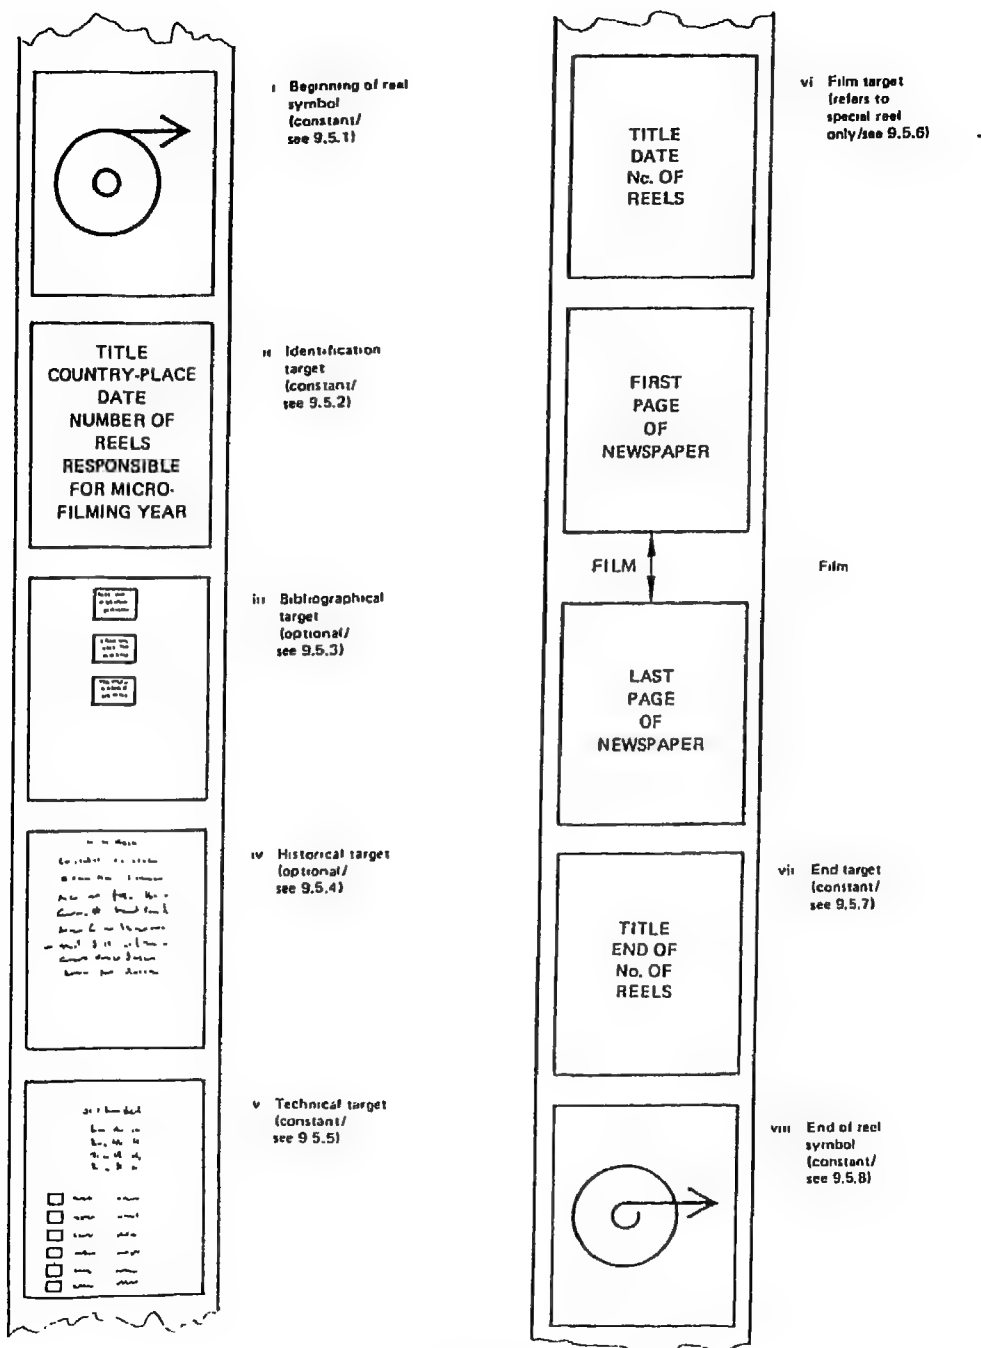 i Beginning of reel
symbol
(constant/
see 9.5.1)
TITLE
COUNTRY-PLACE
DATE
NUMBER OF
REELS
RESPONSIBLE
FOR MICRO-
FILMING YEAR
ii Identification
target
(constant/
see 9.5.2)
iii Bibliographical
target
(optional/
see 9.5.3)
iv Historical target
(optional/
see 9.5.4)
v Technical target
(constant/
see 9 5.5)
TITLE
DATE
Nc. OF
REELS
vi Film target
(refers to
special reel
only/see 9.5.6)
FIRST
PAGE
OF
NEWSPAPER
FILM
Film
LAST
PAGE
OF
NEWSPAPER
TITLE
END OF
No. OF
REELS
vii End target
(constant/
see 9.5.7)
viii End of reel
symbol
(constant/
see 9.5.8)